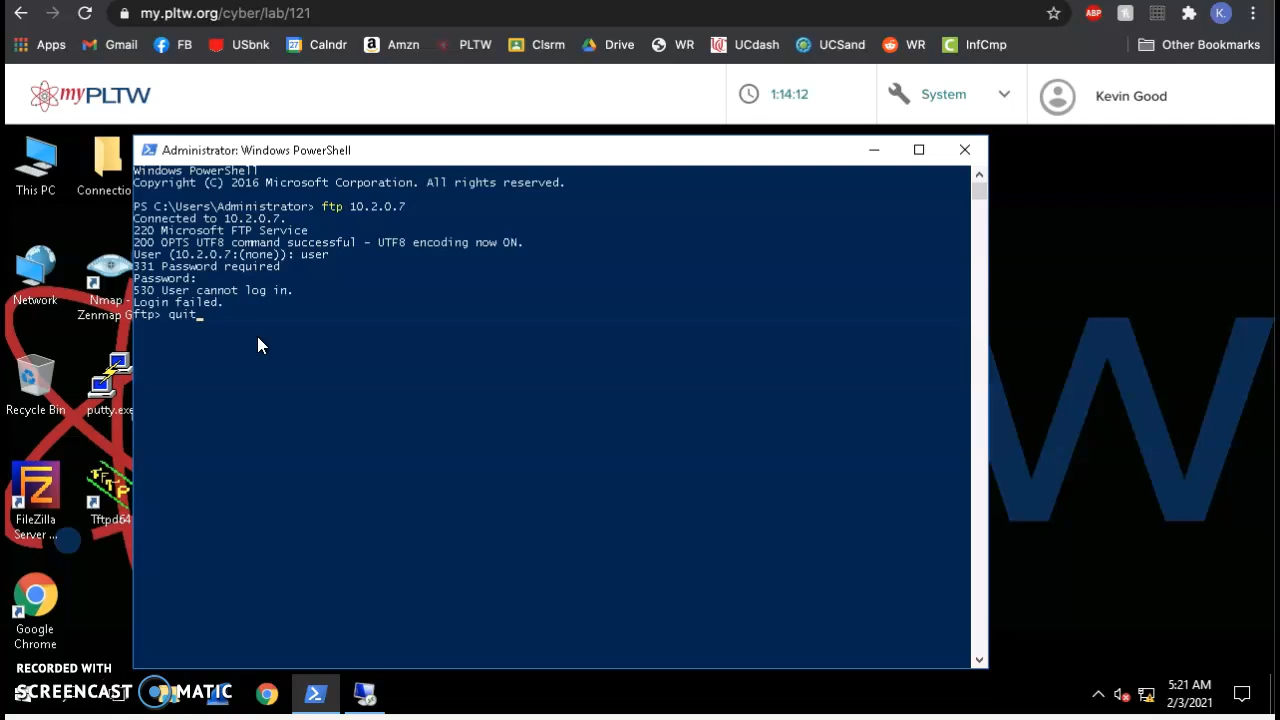 my.pltw.org/cyber/lab/121
ABP
K.
Apps Gmail FB USbnk 27 Calndr Amzn PLTW Clsrm Drive WR UCdash UCSand WR InfCmp Other Bookmarks
myPLTW
1:14:12
System
Kevin Good
Administrator: Windows PowerShell
Windows PowerShell
Copyright (C) 2016 Microsoft Corporation. All rights reserved.
PS C:\Users\Administrator> ftp 10.2.0.7
Connected to 10.2.0.7.
220 Microsoft FTP Service
200 OPTS UTF8 command successful - UTF8 encoding now ON.
User (10.2.0.7:(none)): user
331 Password required
Password:
530 User cannot log in.
Login failed.
ftp> quit_
This PC
Connectio
Network
Nmap -
Zenmap G
Recycle Bin
putty.exe
FileZilla
Server ...
TFTP
Tftpd64
Google
Chrome
W
RECORDED WITH
SCREENCAST MATIC
5:21 AM
2/3/2021